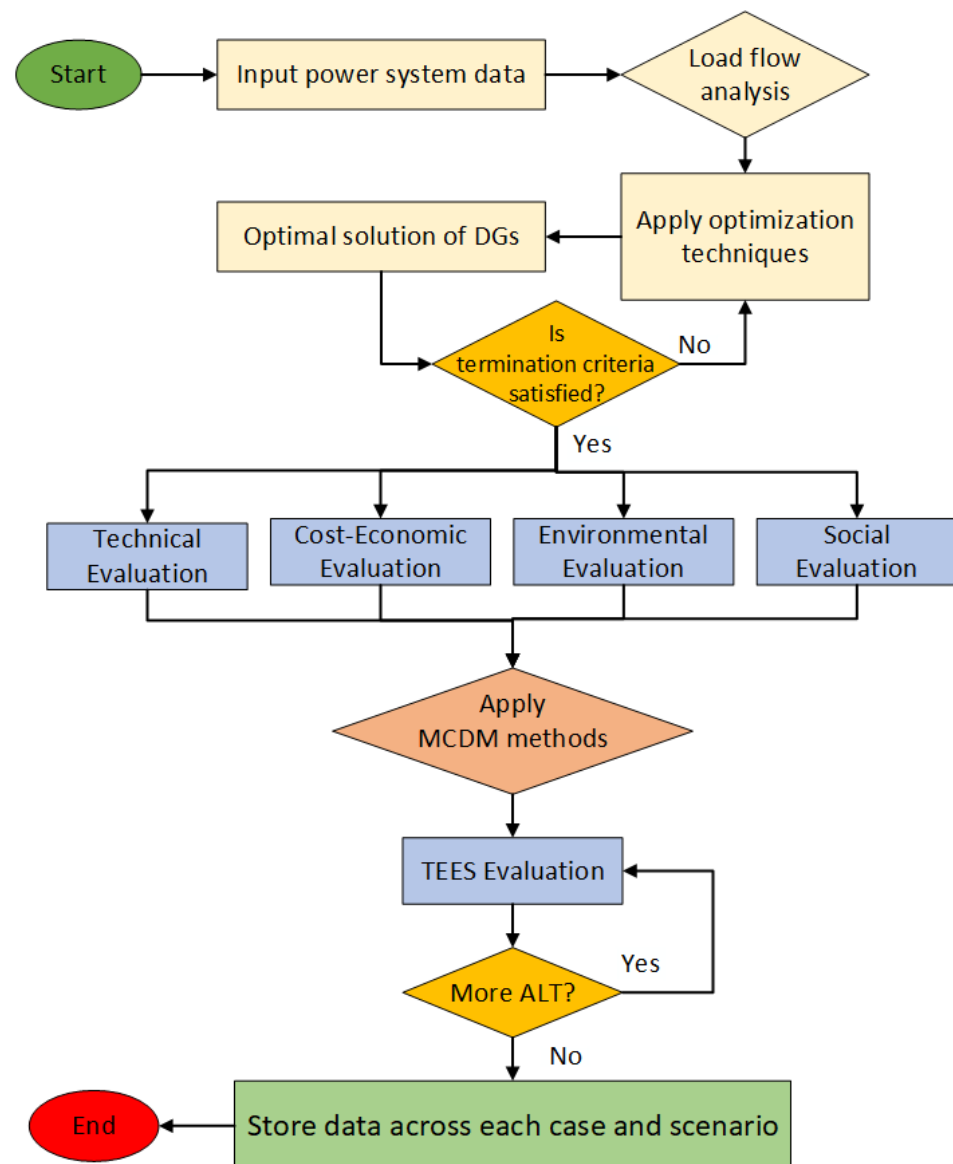 Start
Input power system data
Load flow
analysis
Optimal solution of DGs
Apply optimization
techniques
Is
termination criteria
satisfied?
No
Yes
Technical
Evaluation
Cost-Economic
Evaluation
Environmental
Evaluation
Social
Evaluation
Apply
MCDM methods
TEES Evaluation
More ALT?
Yes
No
Store data across each case and scenario
End